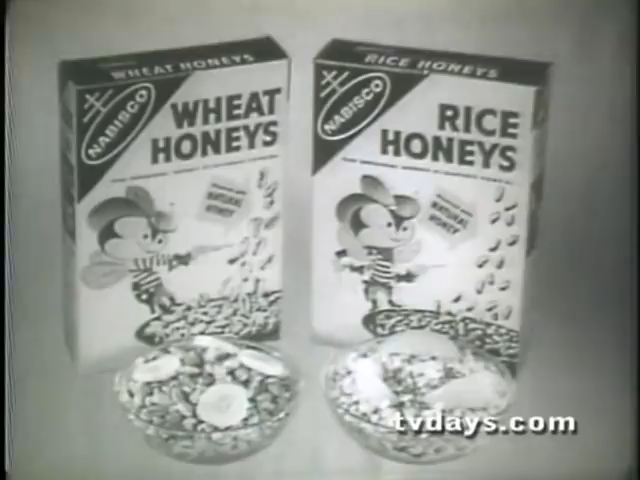 WHEAT HONEYS
NABISCO
WHEAT
HONEYS
NATURAL
HONEY
RICE HONEYS
NABISCO
RICE
HONEYS
NATURAL
HONEY
tvdays.com